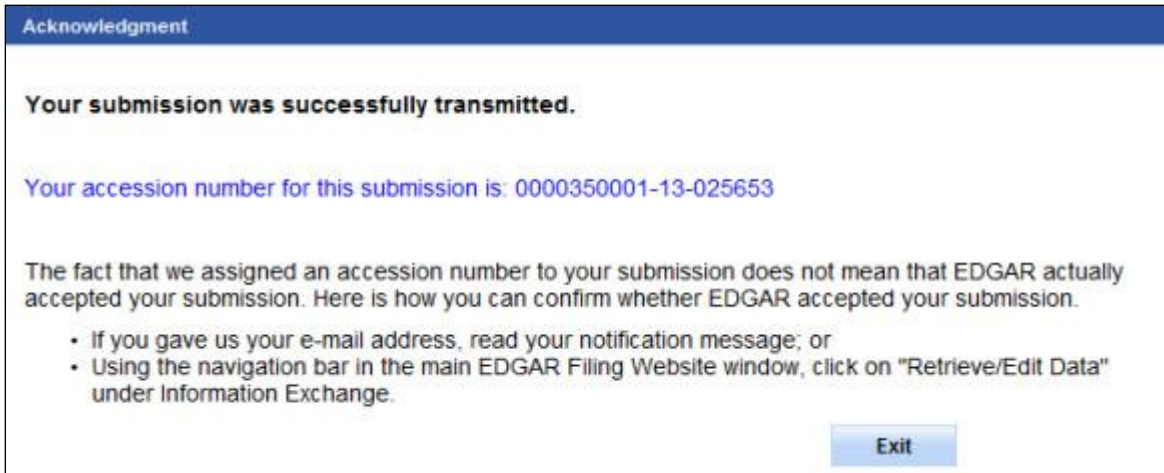 Acknowledgment
Your submission was successfully transmitted.
Your accession number for this submission is: 0000350001-13-025653
The fact that we assigned an accession number to your submission does not mean that EDGAR actually
accepted your submission. Here is how you can confirm whether EDGAR accepted your submission.
• If you gave us your e-mail address, read your notification message; or
• Using the navigation bar in the main EDGAR Filing Website window, click on "Retrieve/Edit Data"
under Information Exchange.
Exit